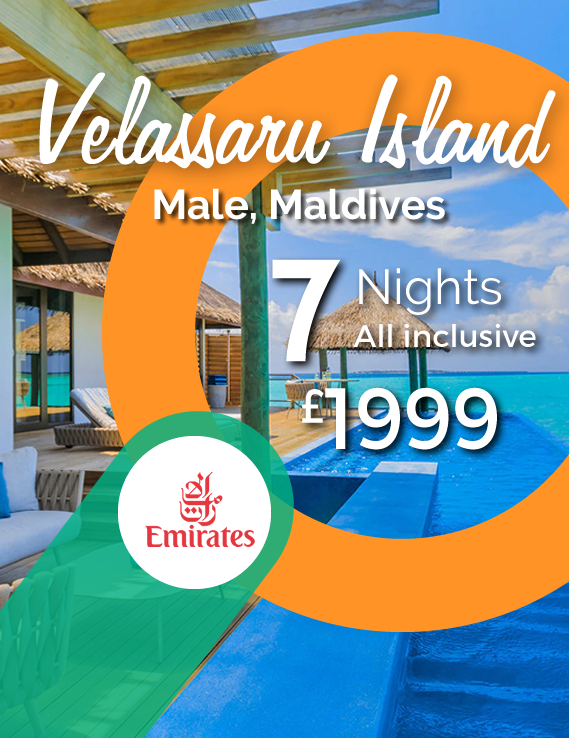 Velassaru Island
Male, Maldives
7 Nights
All inclusive
£1999
Emirates